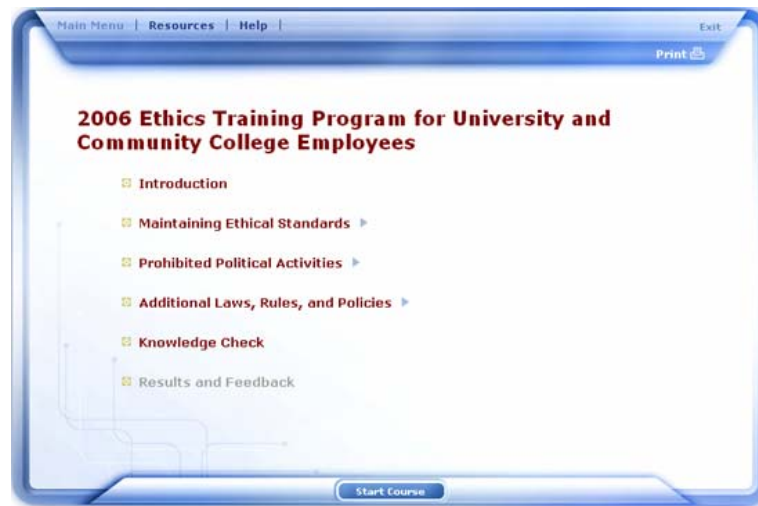 Main Menu | Resources | Help |
Exit
Print
2006 Ethics Training Program for University and
Community College Employees
Introduction
Maintaining Ethical Standards
Prohibited Political Activities
Additional Laws, Rules, and Policies
Knowledge Check
Results and Feedback
Start Course